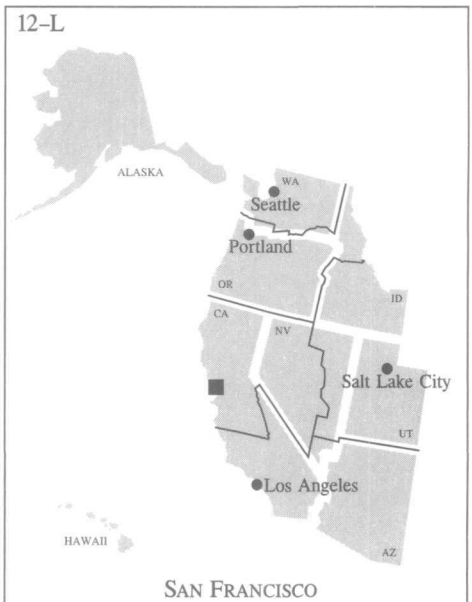 12–L
ALASKA
WA
Seattle
Portland
OR
ID
CA
NV
Salt Lake City
UT
Los Angeles
HAWAII
AZ
SAN FRANCISCO